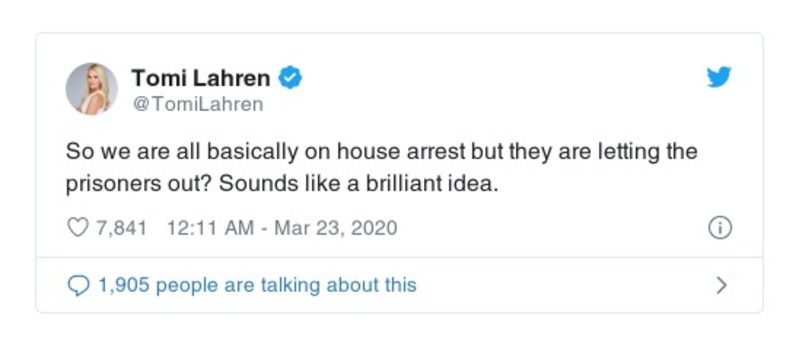 Tomi Lahren
@TomiLahren
So we are all basically on house arrest but they are letting the
prisoners out? Sounds like a brilliant idea.
7,841 12:11 AM - Mar 23, 2020
1,905 people are talking about this